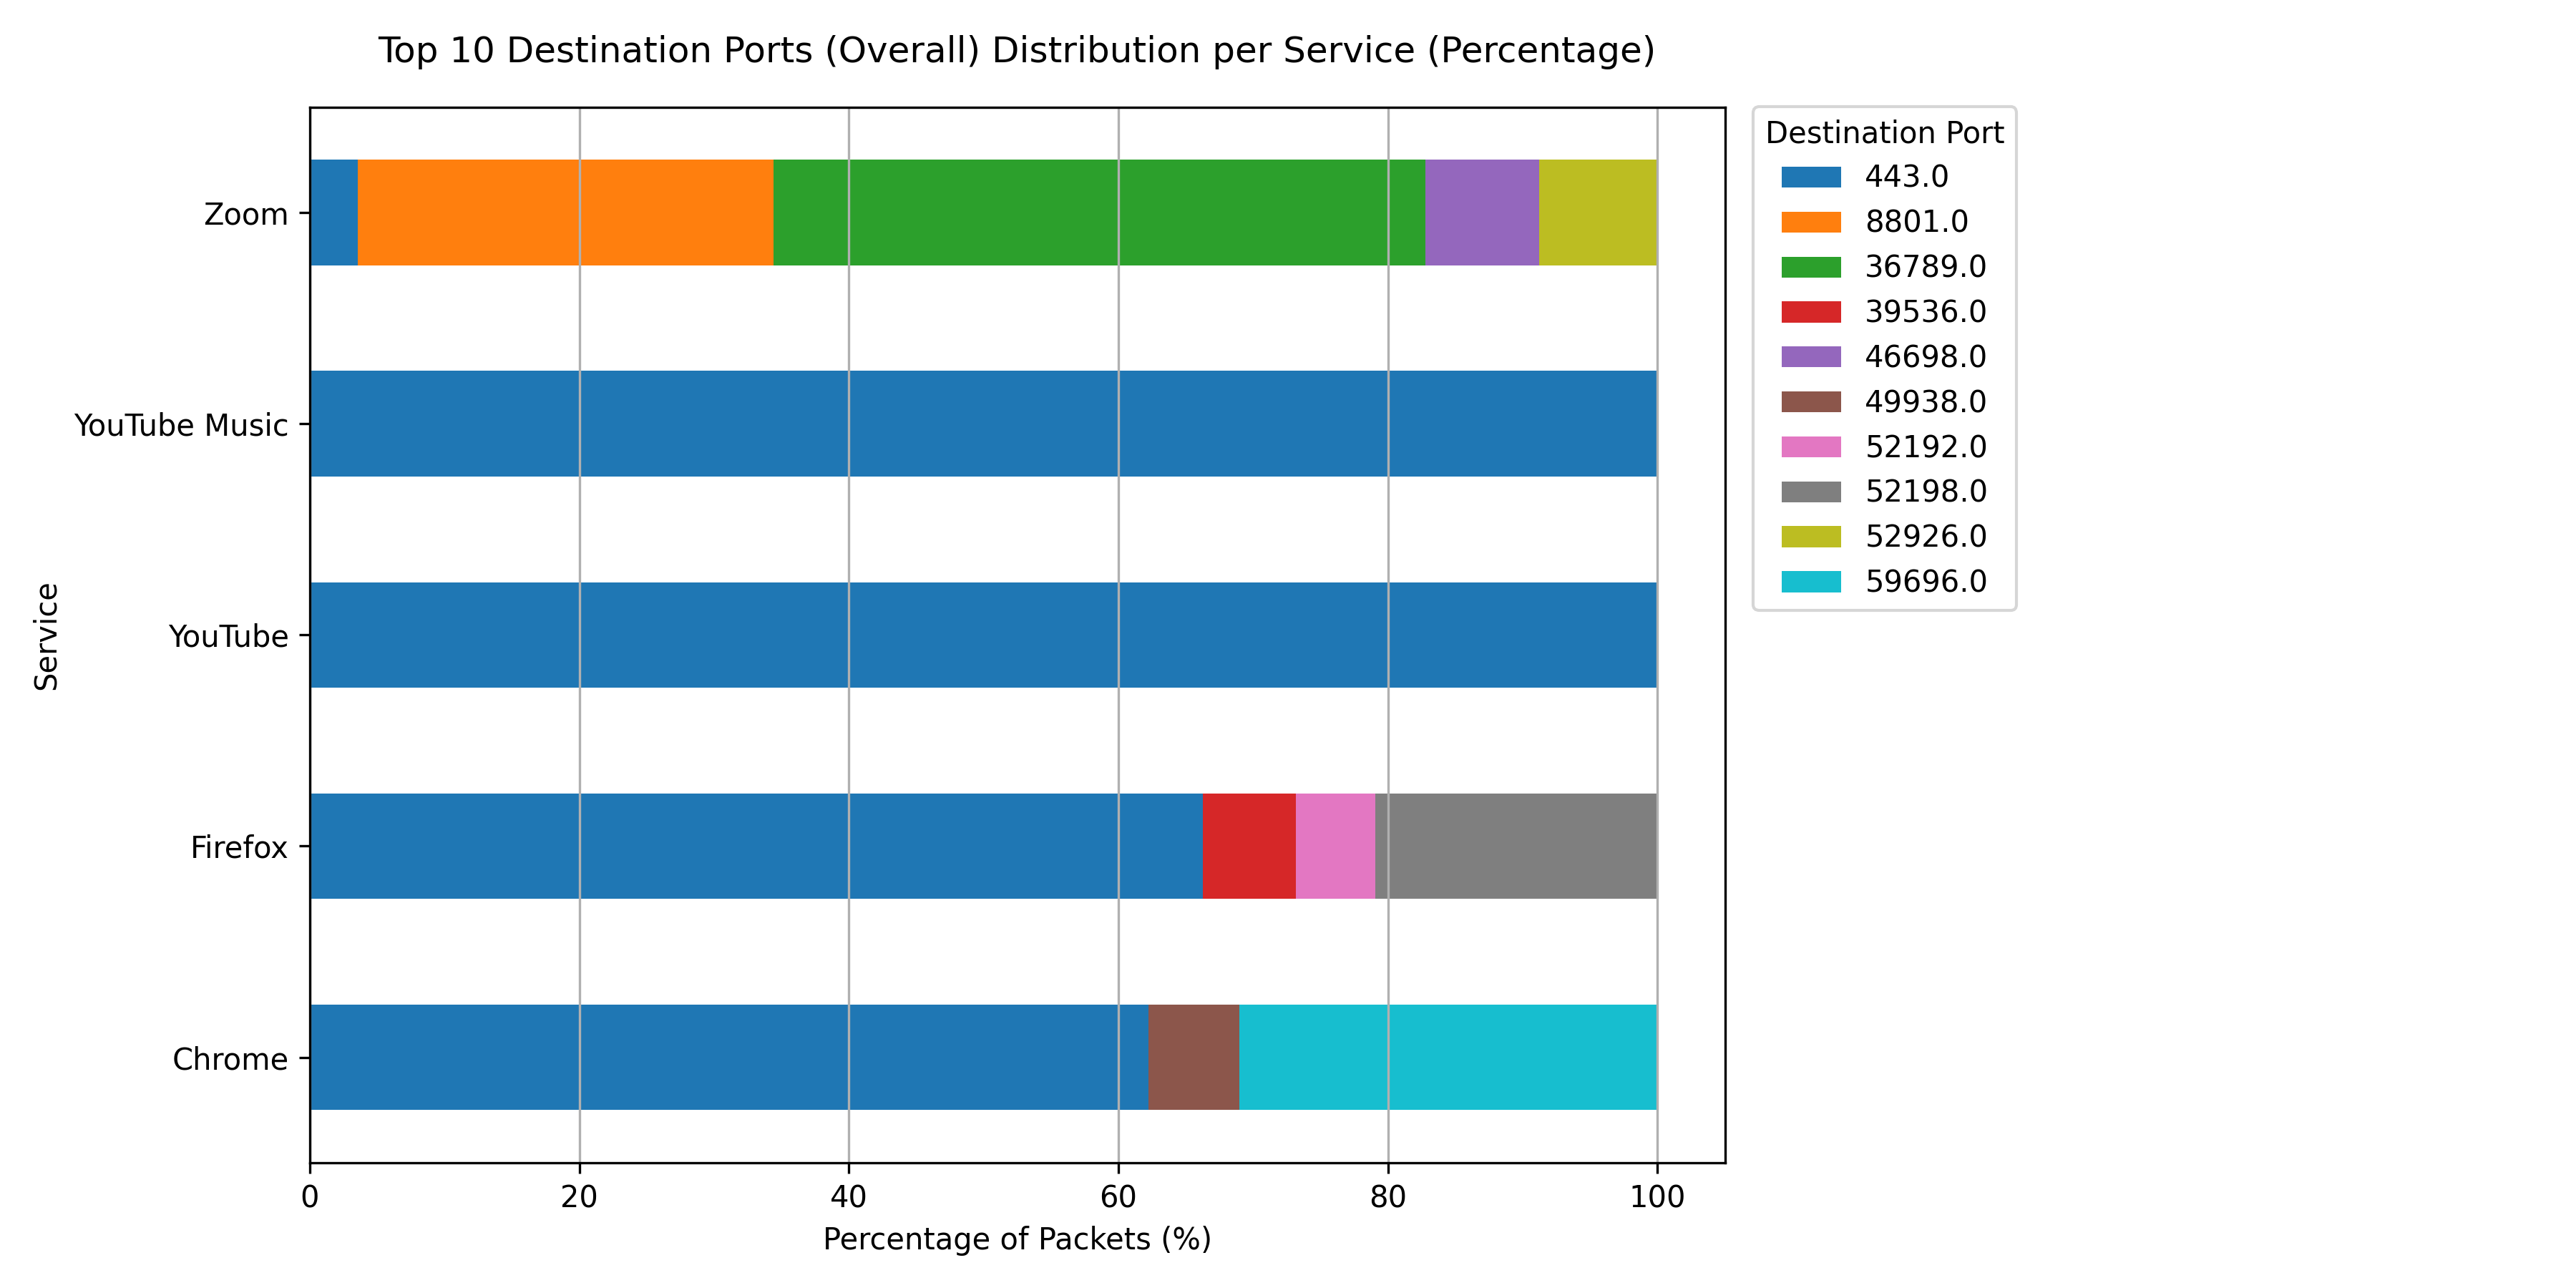 Top 10 Destination Ports (Overall) Distribution per Service (Percentage)
Destination Port
443.0
8801.0
36789.0
39536.0
46698.0
49938.0
52192.0
52198.0
52926.0
59696.0
Service
Zoom
YouTube Music
YouTube
Firefox
Chrome
0 20 40 60 80 100
Percentage of Packets (%)